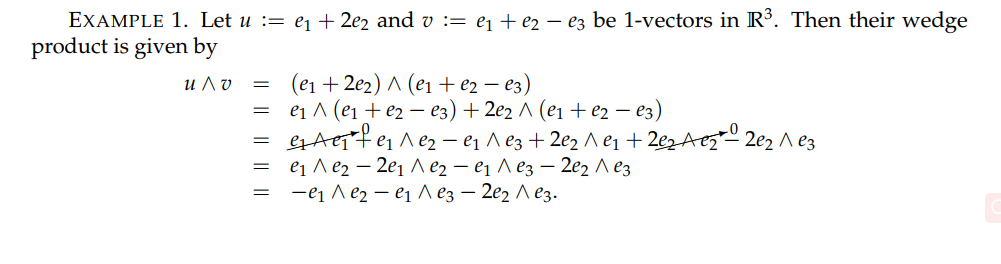 EXAMPLE 1. Let u := e₁ + 2e₂ and v := e₁ + e₂ − e₃ be 1-vectors in ℝ³. Then their wedge
product is given by
u ∧ v = (e₁ + 2e₂) ∧ (e₁ + e₂ − e₃)
= e₁ ∧ (e₁ + e₂ − e₃) + 2e₂ ∧ (e₁ + e₂ − e₃)
= e₁ ∧ e₁ 0 + e₁ ∧ e₂ − e₁ ∧ e₃ + 2e₂ ∧ e₁ + 2e₂ ∧ e₂ 0 − 2e₂ ∧ e₃
= e₁ ∧ e₂ − 2e₁ ∧ e₂ − e₁ ∧ e₃ − 2e₂ ∧ e₃
= −e₁ ∧ e₂ − e₁ ∧ e₃ − 2e₂ ∧ e₃.